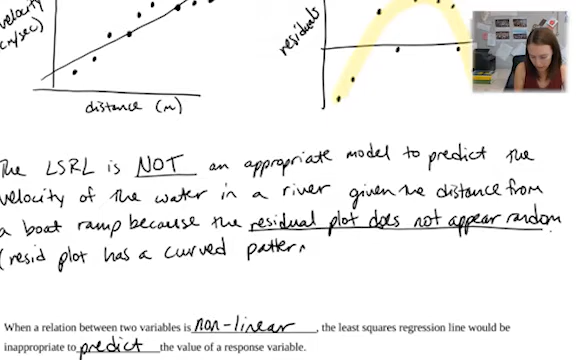 velocity
(m/sec)
distance (m)
residuals
The LSRL is NOT an appropriate model to predict the
velocity of the water in a river given the distance from
a boat ramp because the residual plot does not appear random
(resid plot has a curved pattern
When a relation between two variables is non-linear, the least squares regression line would be
inappropriate to predict the value of a response variable.